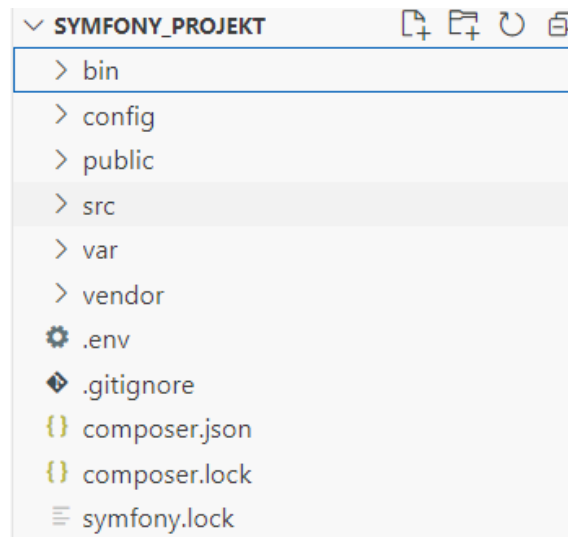 SYMFONY_PROJEKT
bin
config
public
src
var
vendor
.env
.gitignore
composer.json
composer.lock
symfony.lock